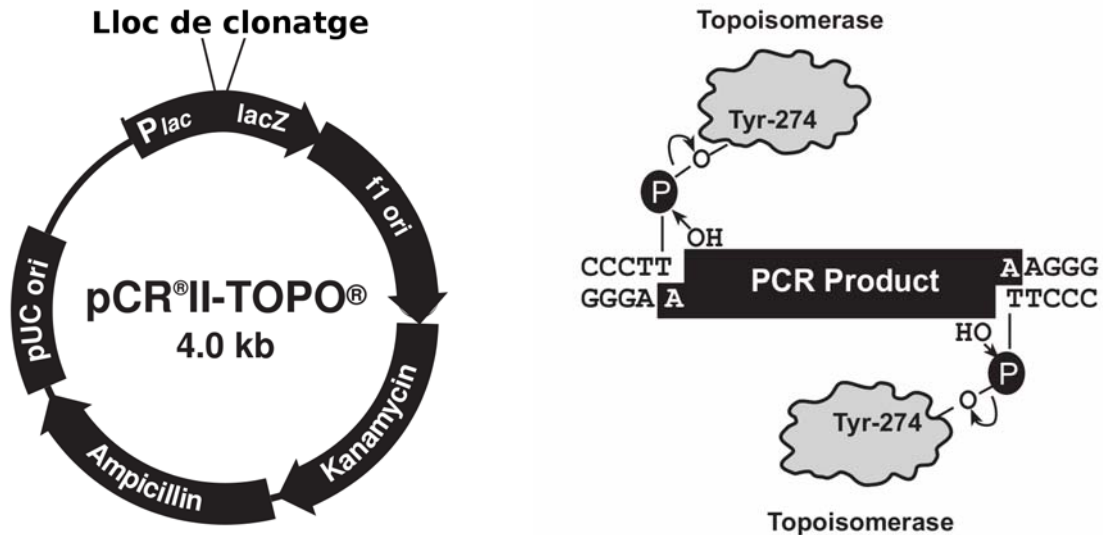 Lloc de clonatge
Plac
lacZ
f1 ori
Kanamycin
Ampicillin
pUC ori
pCR®II-TOPO®
4.0 kb
Topoisomerase
Tyr-274
O
P
OH
CCCTT
GGGA A
PCR Product
A AGGG
TTCCC
HO
P
O
Tyr-274
Topoisomerase